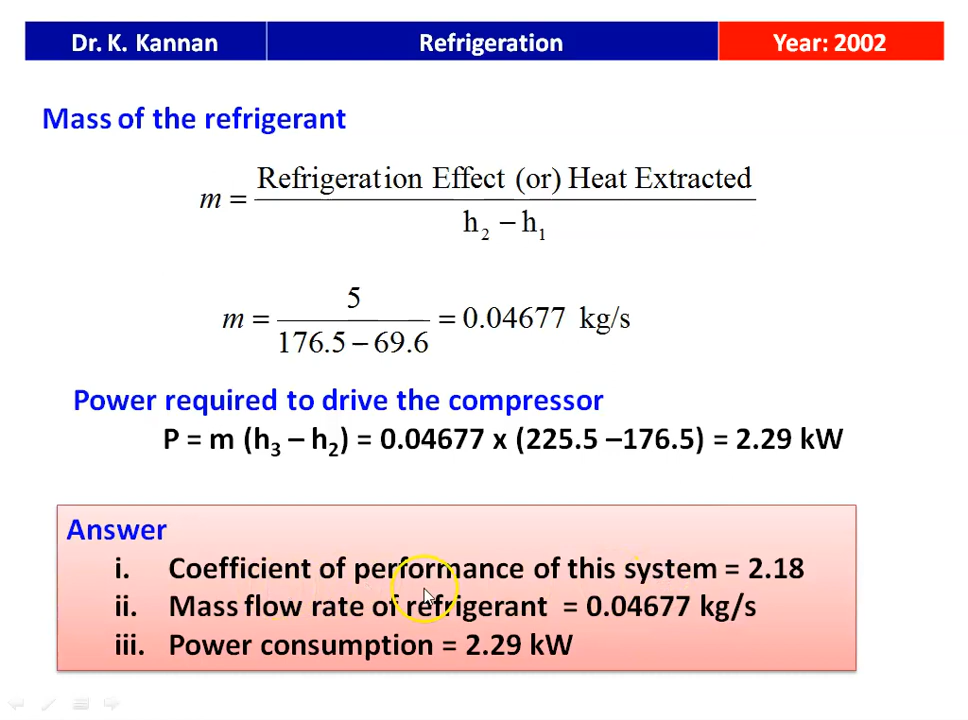 Dr. K. Kannan Refrigeration Year: 2002
Mass of the refrigerant
m = Refrigeration Effect (or) Heat Extracted / h2 − h1
m = 5 / 176.5 − 69.6 = 0.04677 kg/s
Power required to drive the compressor
P = m (h3 – h2) = 0.04677 x (225.5 –176.5) = 2.29 kW
Answer
i. Coefficient of performance of this system = 2.18
ii. Mass flow rate of refrigerant = 0.04677 kg/s
iii. Power consumption = 2.29 kW